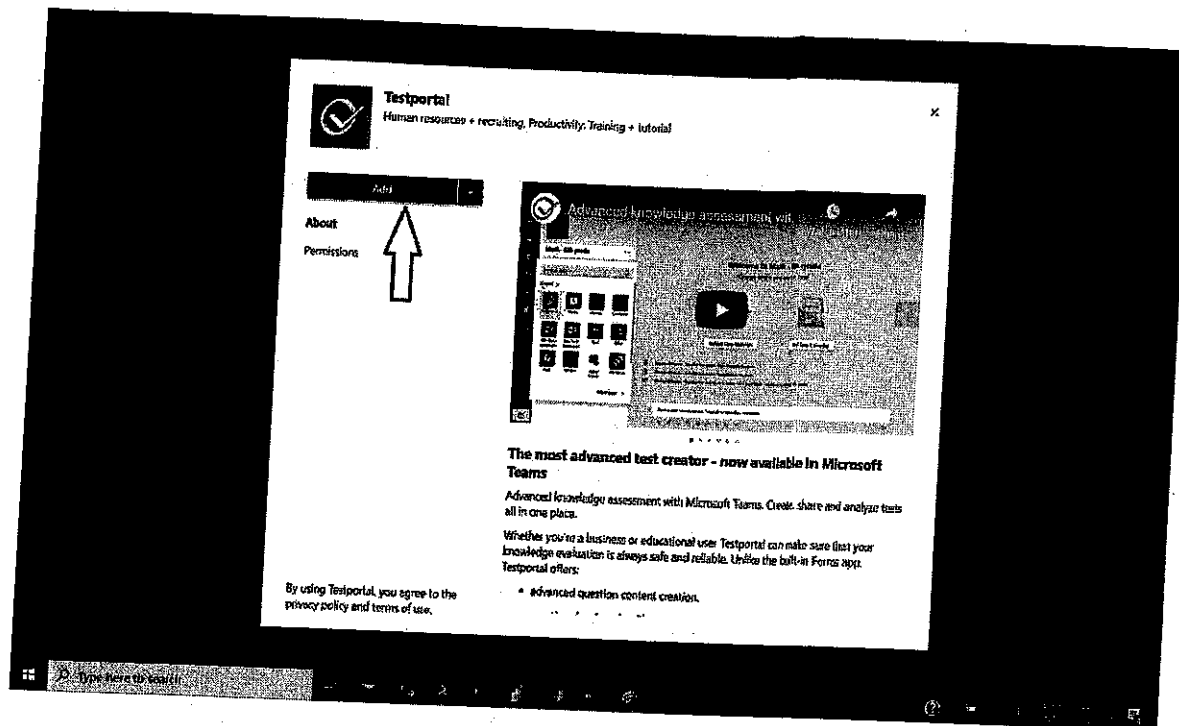 Testportal
Human resources + recruiting, Productivity, Training + tutorial
Add
About
Permissions
Advanced knowledge assessment wit
The most advanced test creator - now available in Microsoft
Teams
Advanced knowledge assessment with Microsoft Teams. Create, share and analyze tests
all in one place.
Whether you're a business or educational user Testportal can make sure that your
knowledge evaluation is always safe and reliable. Unlike the built-in Forms app,
Testportal offers:
• advanced question content creation,
By using Testportal, you agree to the
privacy policy and terms of use.
Type here to search